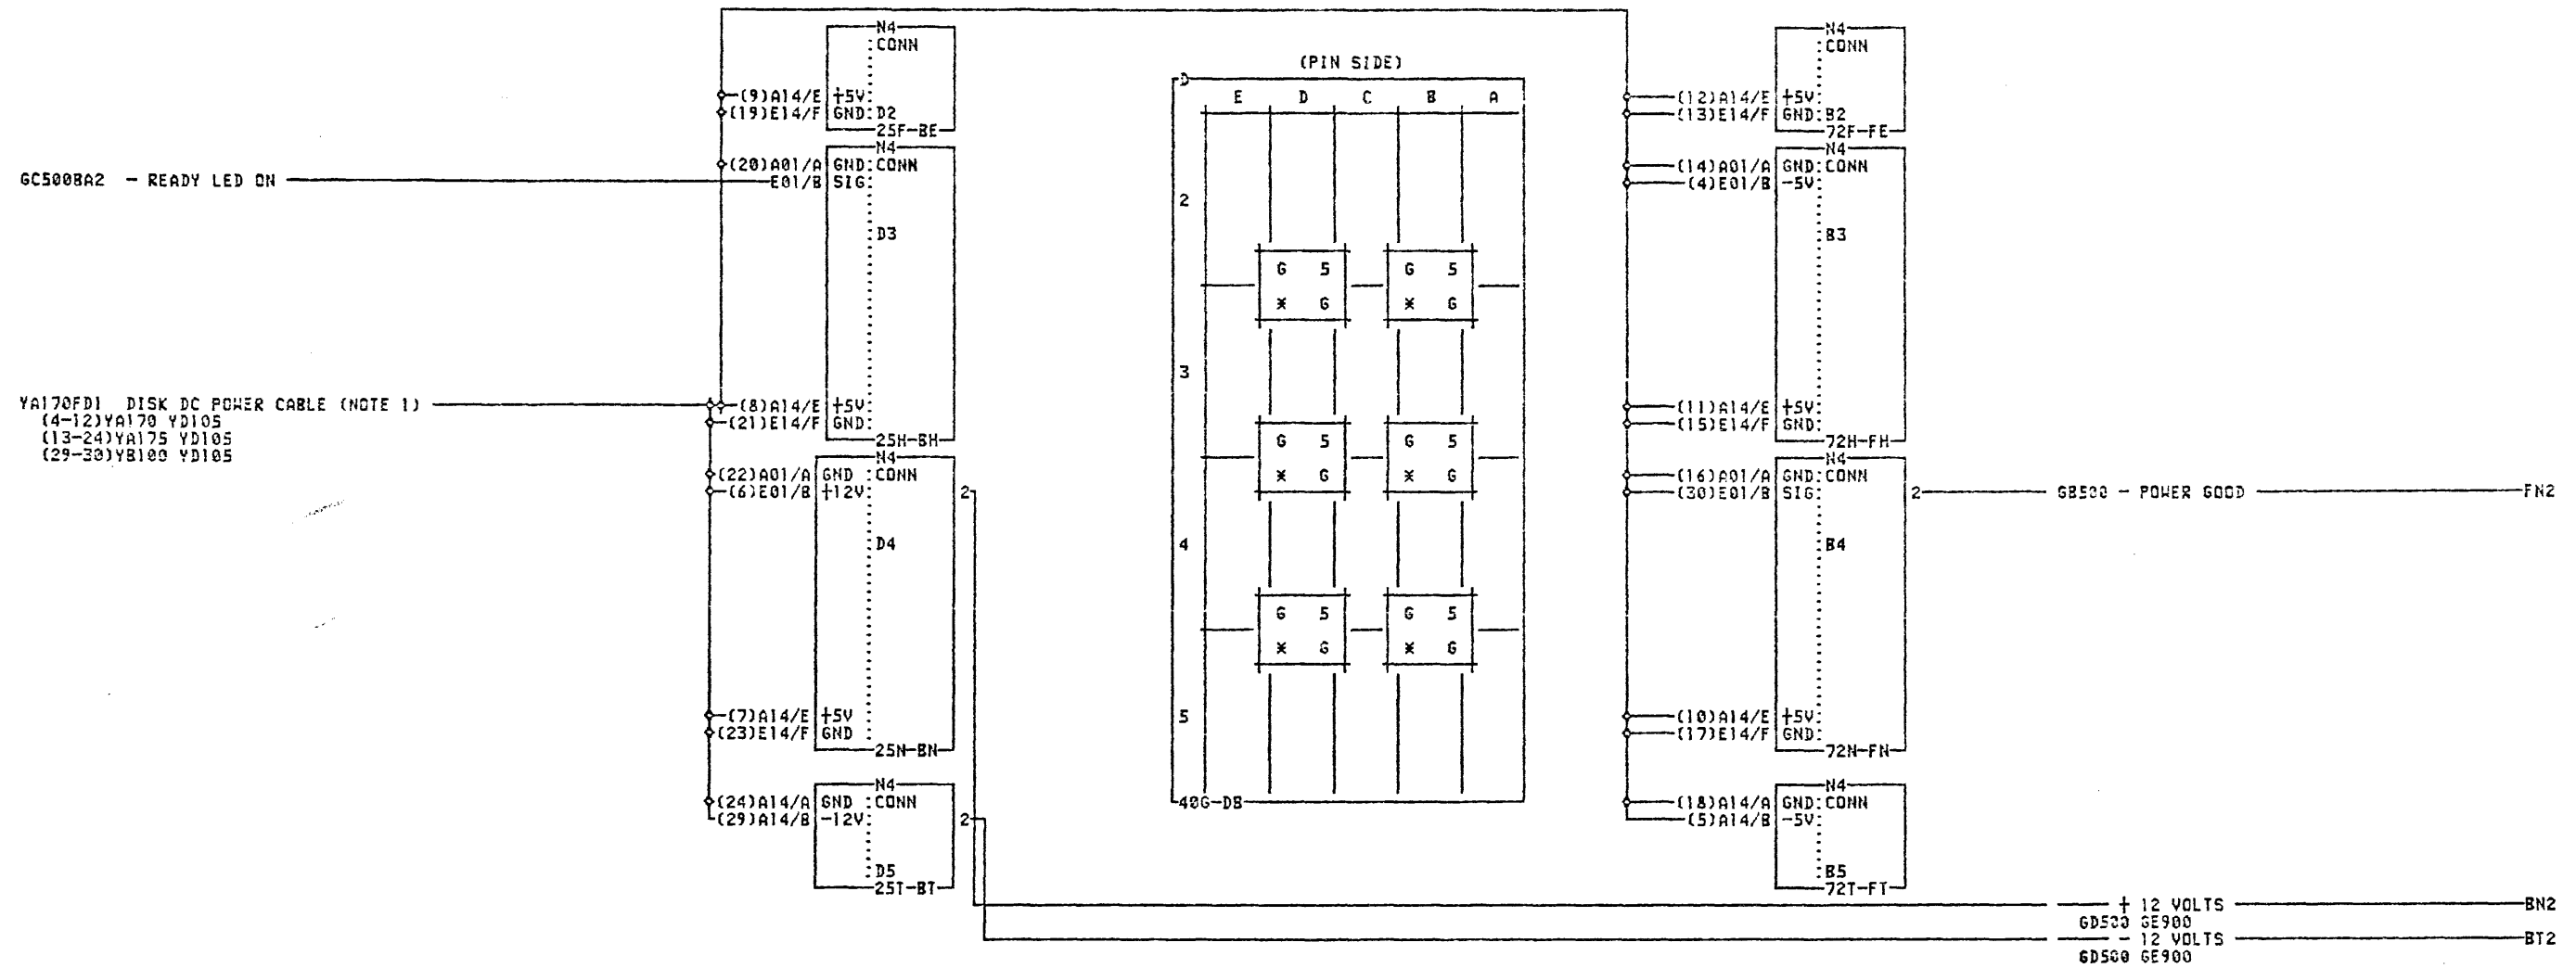 GC500BA2 - READY LED ON
YA170FD1 DISK DC POWER CABLE (NOTE 1)
(4-12)YA170 YD105
(13-24)YA175 YD105
(29-30)YB100 YD105
N4
CONN
(9)A14/E +5V
(19)E14/F GND D2
25F-BE
N4
(20)A01/A GND CONN
E01/B SIG
D3
(8)A14/E +5V
(21)E14/F GND
25H-BH
N4
(22)A01/A GND CONN
(6)E01/B +12V 2
D4
(7)A14/E +5V
(23)E14/F GND
25N-BN
N4
(24)A14/A GND CONN
(29)A14/B -12V 2
D5
25T-BT
(PIN SIDE)
D
E D C B A
2
G 5 G 5
* G * G
3
G 5 G 5
* G * G
4
G 5 G 5
* G * G
5
40G-DB
N4
CONN
(12)A14/E +5V
(13)E14/F GND B2
72F-FE
N4
(14)A01/A GND CONN
(4)E01/B -5V
B3
(11)A14/E +5V
(15)E14/F GND
72H-FH
N4
(16)A01/A GND CONN
(30)E01/B SIG 2 GB500 - POWER GOOD FN2
B4
(10)A14/E +5V
(17)E14/F GND
72N-FN
N4
(18)A14/A GND CONN
(5)A14/B -5V
B5
72T-FT
+ 12 VOLTS BN2
GD500 GE900
- 12 VOLTS BT2
GD500 GE900